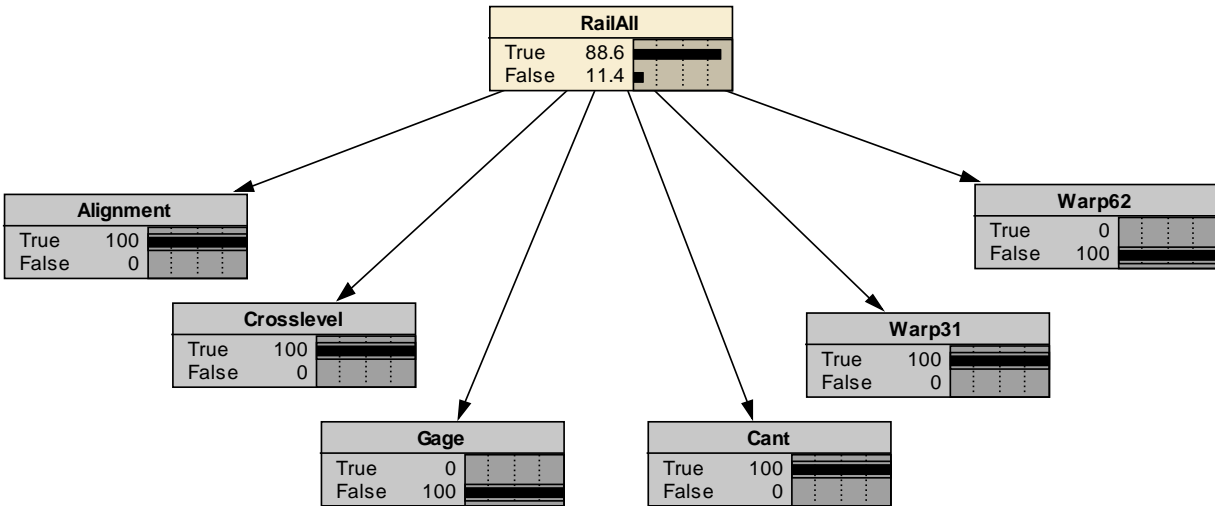 RailAll
True 88.6
False 11.4
Alignment
True 100
False 0
Warp62
True 0
False 100
Crosslevel
True 100
False 0
Warp31
True 100
False 0
Gage
True 0
False 100
Cant
True 100
False 0